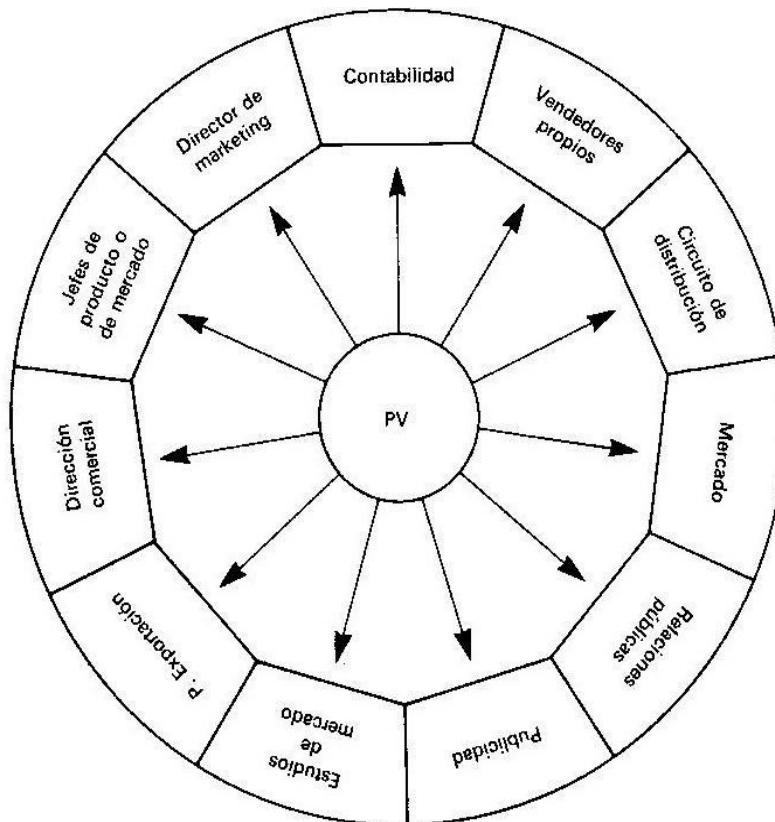 Contabilidad
Vendedores
propios
Circuito de
distribución
Mercado
Relaciones
públicas
Publicidad
Estudios
de
mercado
P. Exportación
Dirección
comercial
Jefes de
producto o
de mercado
Director de
marketing
PV